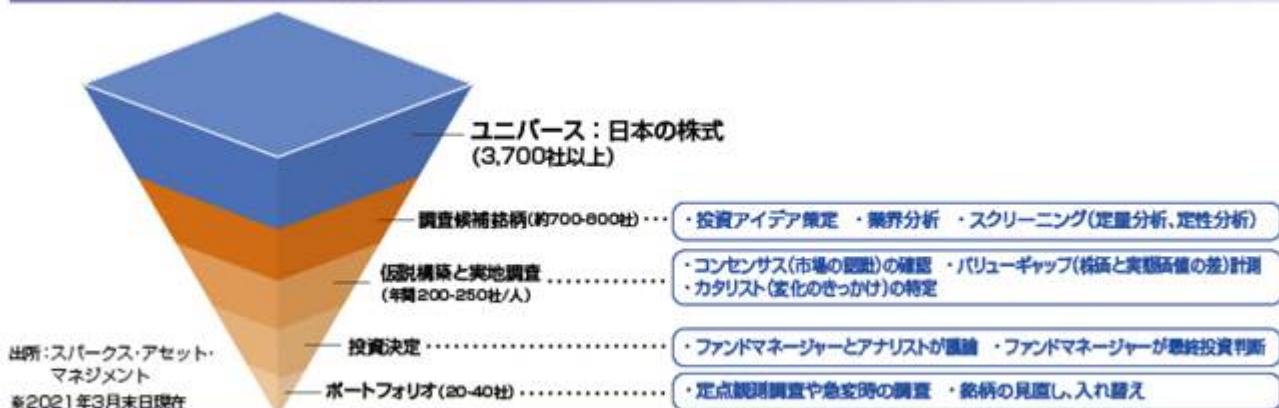 ユニバース：日本の株式
(3,700社以上)
調査候補銘柄(約700-800社)
・投資アイデア策定 ・業界分析 ・スクリーニング(定量分析、定性分析)
仮説構築と実地調査
(年間200-250社/人)
・コンセンサス(市場の認識)の確認 ・バリューギャップ(株価と実態価値の差)計測
・カタリスト(変化のきっかけ)の特定
投資決定
・ファンドマネージャーとアナリストが議論 ・ファンドマネージャーが最終投資判断
ポートフォリオ(20-40社)
・定点観測調査や急変時の調査 ・銘柄の見直し、入れ替え
出所：スパークス・アセット・
マネジメント
※2021年3月末日現在